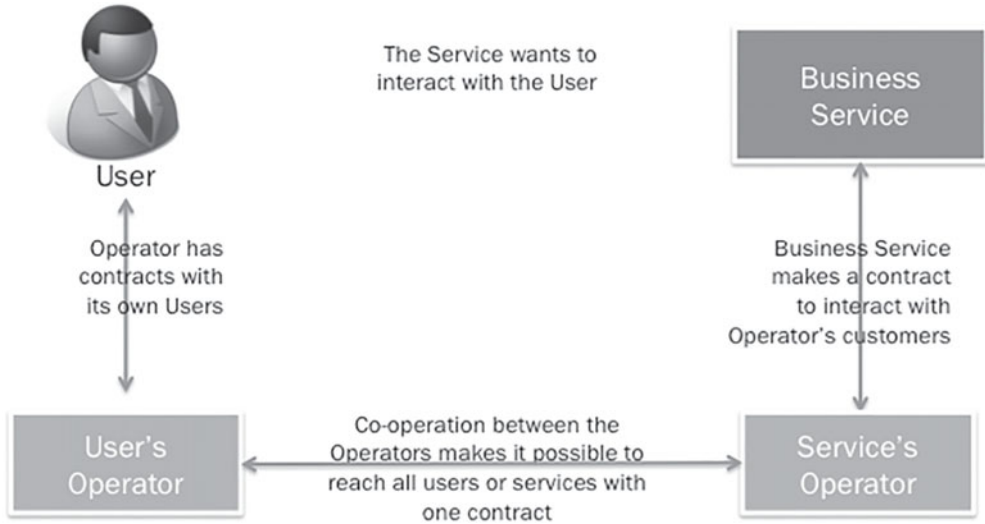 The Service wants to
interact with the User
Business
Service
User
Operator has
contracts with
its own Users
Business Service
makes a contract
to interact with
Operator's customers
User's
Operator
Co-operation between the
Operators makes it possible to
reach all users or services with
one contract
Service's
Operator